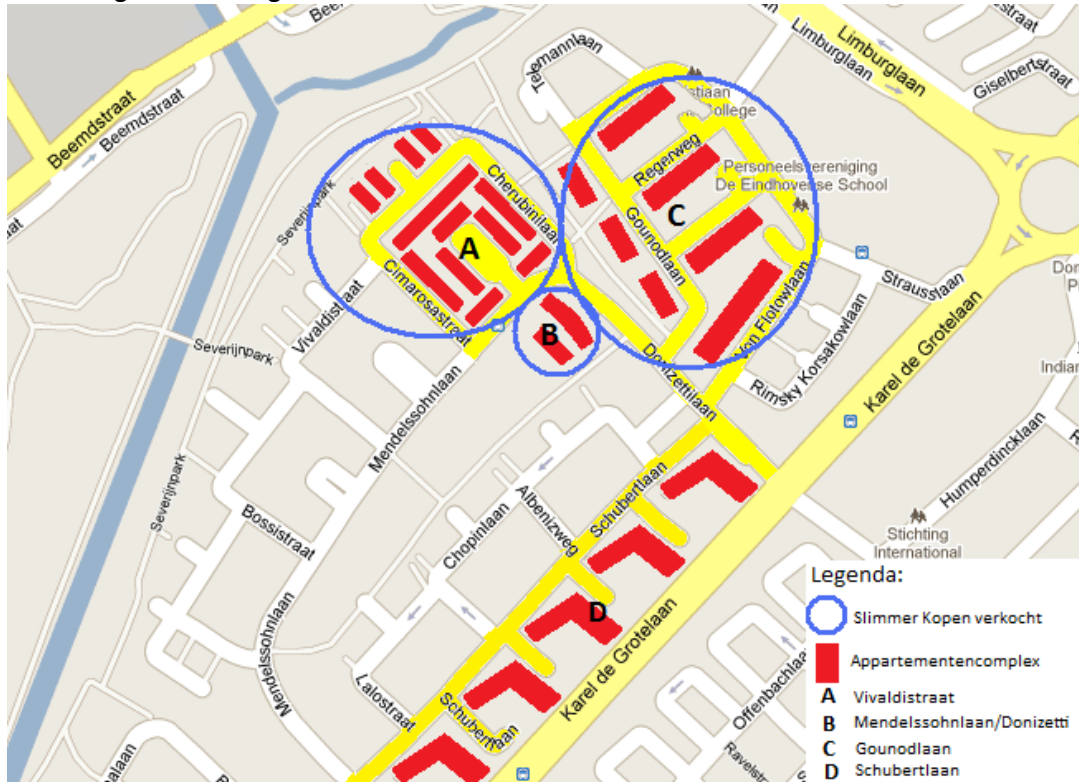 Beemdstraat
Beemdstraat
Limburglaan
Limburglaan
Giselbertstraat
College
Personeelsvereniging
De Eindhovense School
Regerweg
Severijnpark
Cherubinilaan
A
C
Gounodlaan
Cimarosastraat
Vivaldistraat
Strausslaan
B
Von Flotowlaan
Severijnpark
Donizettilaan
Rimsky Korsakowlaan
Karel de Grotelaan
Mendelssohnlaan
Humperdincklaan
Severijnpark
Schubertlaan
Albenizweg
Bossistraat
Chopinlaan
Stichting
International
Legenda:
Slimmer Kopen verkocht
D
Appartementencomplex
Karel de Grotelaan
Mendelssohnlaan
Offenbachlaan
A Vivaldistraat
Lalostraat
B Mendelssohnlaan/Donizetti
Schubertlaan
C Gounodlaan
D Schubertlaan